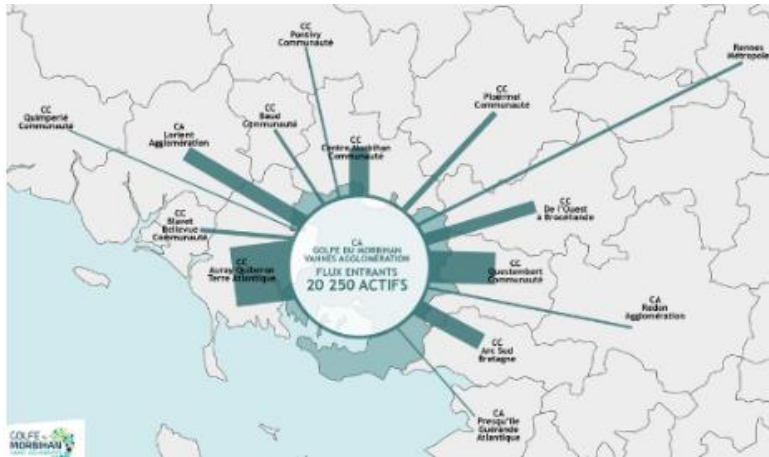 CC
Pontivy
Communauté
Rennes
Métropole
CC
Ploërmel
Communauté
CC
Quimperlé
Communauté
CC
Baud
Communauté
CA
Lorient
Agglomération
CC
Centre Morbihan
Communauté
CC
De l'Oust
à Brocéliande
CC
Blavet
Bellevue
Communauté
CA
GOLFE DU MORBIHAN
VANNES AGGLOMÉRATION
FLUX ENTRANTS
20 250 ACTIFS
CC
Auray Quiberon
Terre Atlantique
CC
Questembert
Communauté
CA
Redon
Agglomération
CC
Arc Sud
Bretagne
CA
Presqu'île
Guérande
Atlantique
GOLFE DU
MORBIHAN